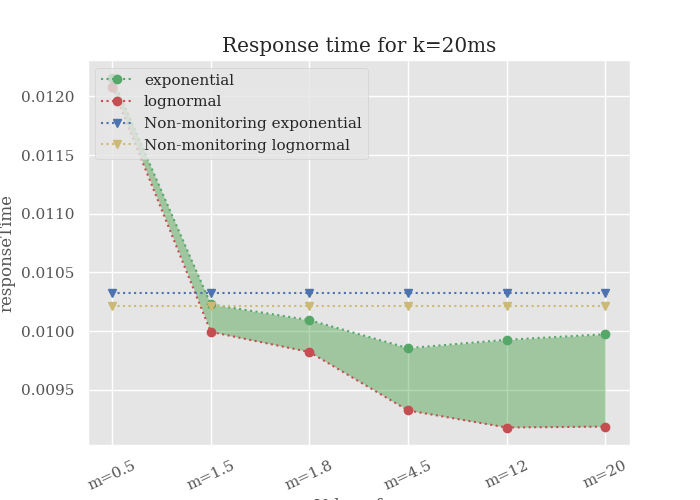 Response time for k=20ms
exponential
lognormal
Non-monitoring exponential
Non-monitoring lognormal
responseTime
0.0120
0.0115
0.0110
0.0105
0.0100
0.0095
m=0.5
m=1.5
m=1.8
m=4.5
m=12
m=20